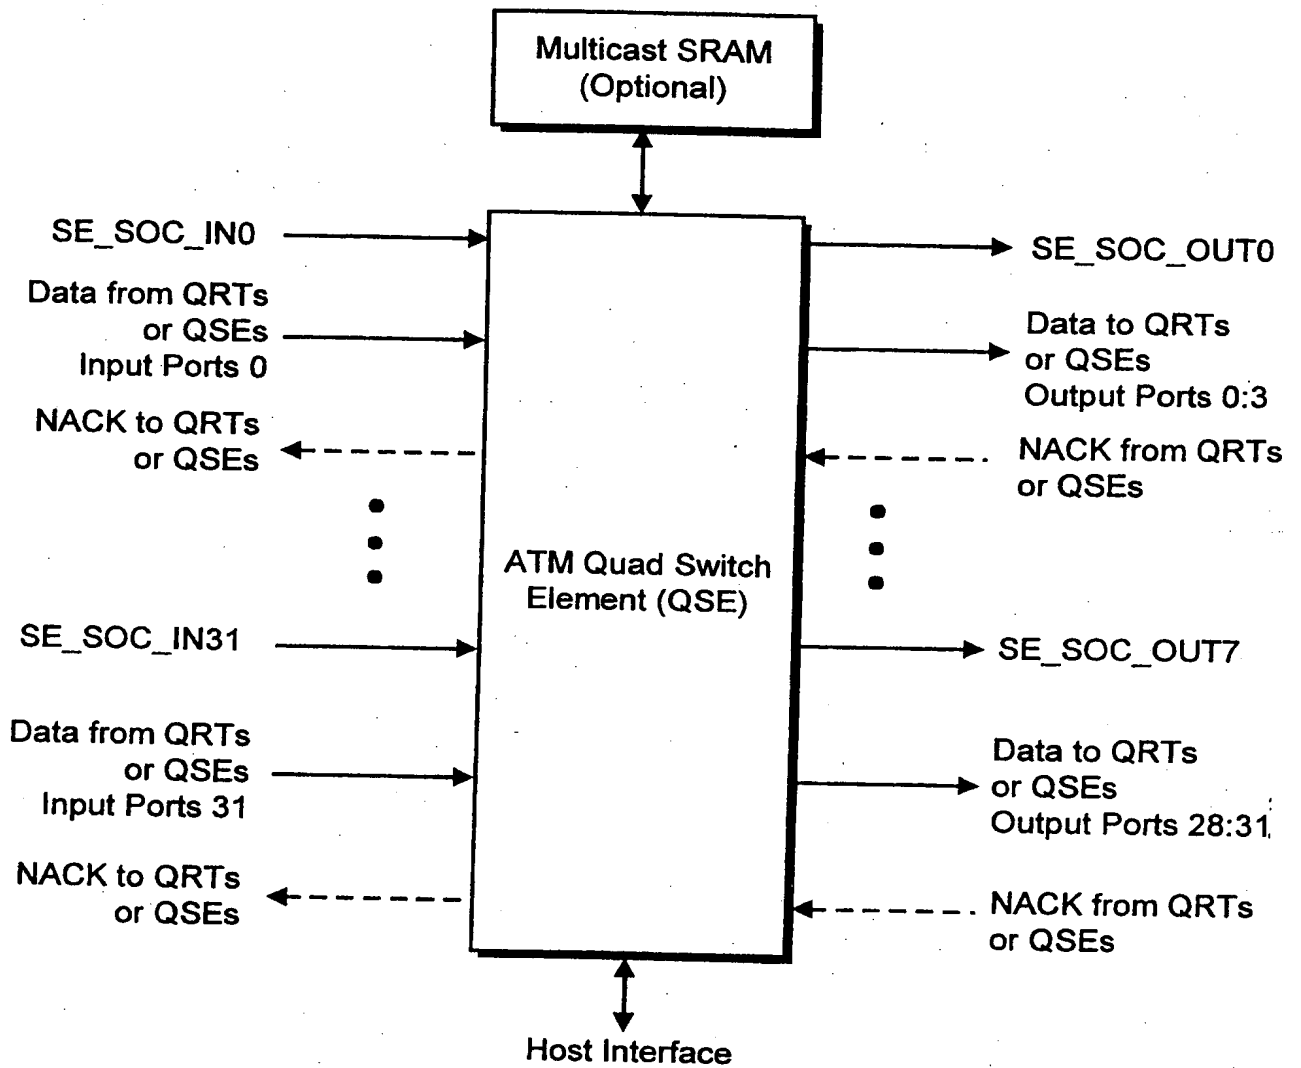 Multicast SRAM
(Optional)
SE_SOC_IN0
SE_SOC_OUT0
Data from QRTs
or QSEs
Input Ports 0
Data to QRTs
or QSEs
Output Ports 0:3
NACK to QRTs
or QSEs
NACK from QRTs
or QSEs
ATM Quad Switch
Element (QSE)
SE_SOC_IN31
SE_SOC_OUT7
Data from QRTs
or QSEs
Input Ports 31
Data to QRTs
or QSEs
Output Ports 28:31
NACK to QRTs
or QSEs
NACK from QRTs
or QSEs
Host Interface